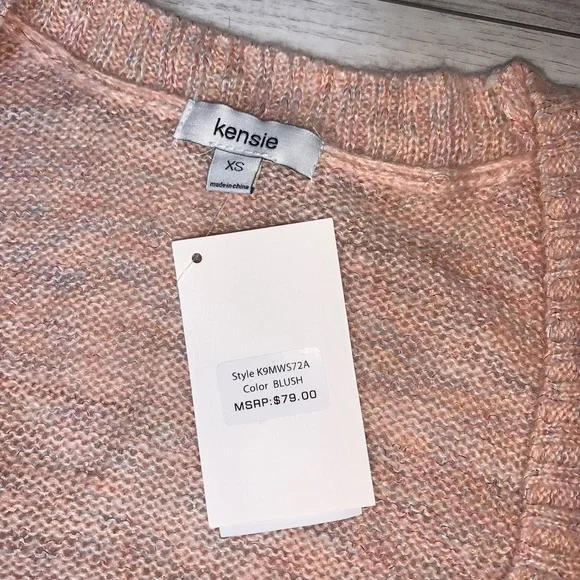 kensie
XS
made in china
Style K9MWS72A
Color BLUSH
MSRP:$79.00